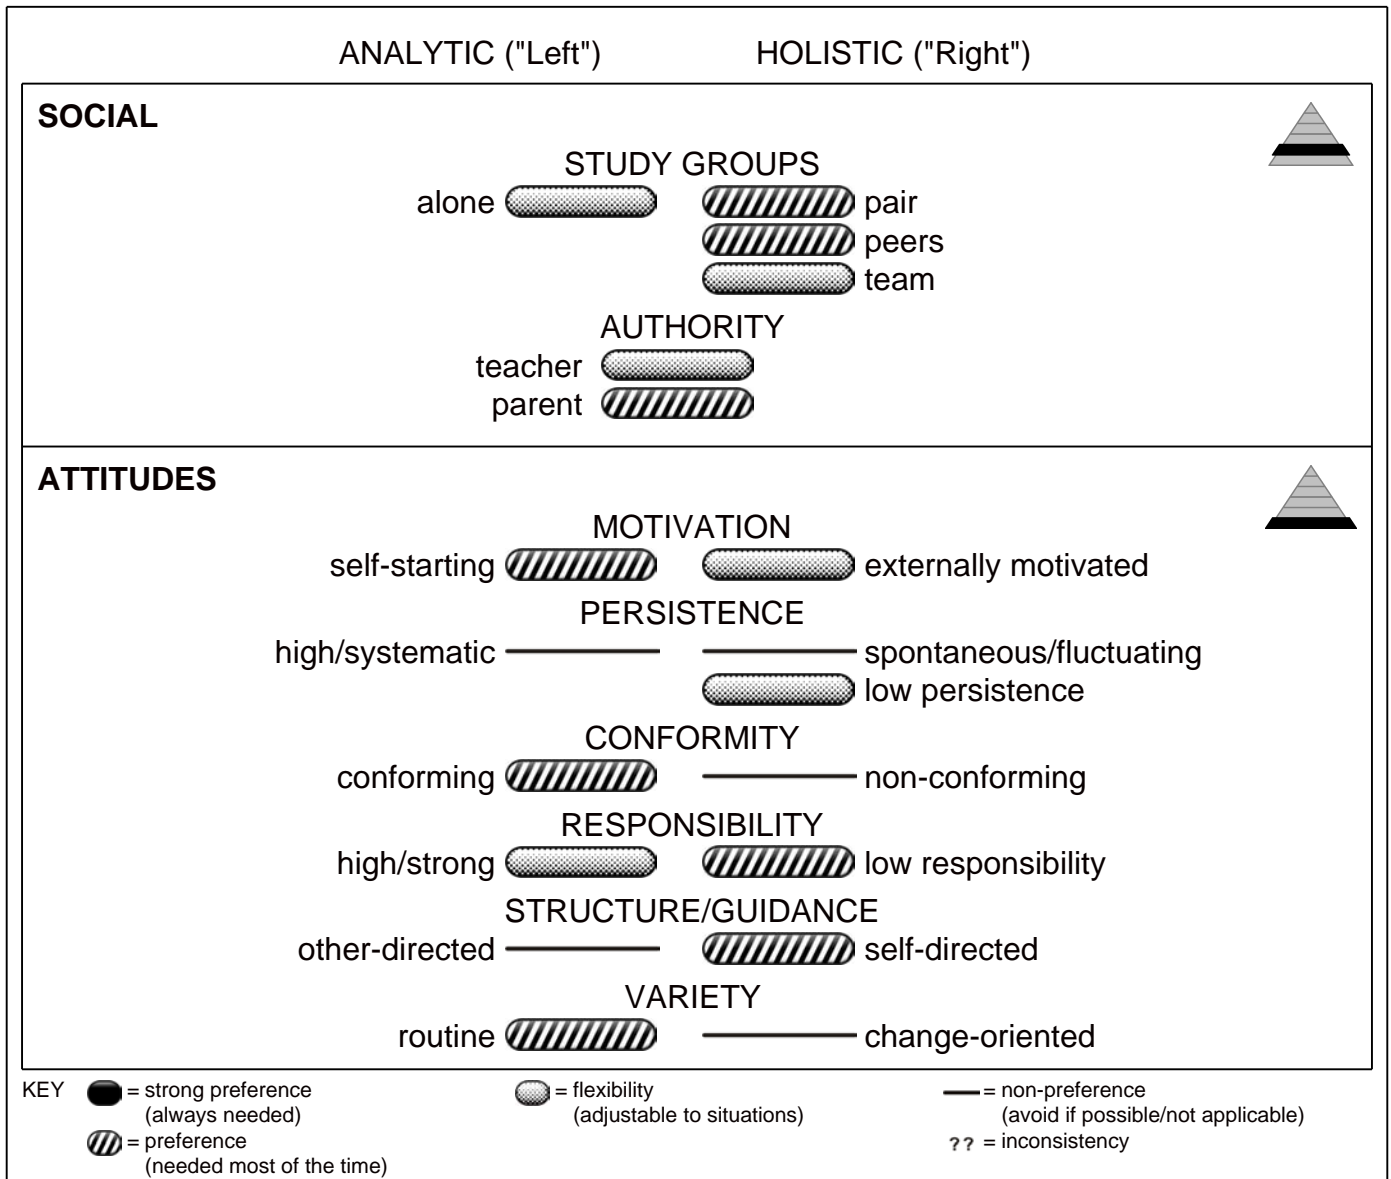 ANALYTIC ("Left") HOLISTIC ("Right")
SOCIAL
STUDY GROUPS
alone pair
peers
team
AUTHORITY
teacher
parent
ATTITUDES
MOTIVATION
self-starting externally motivated
PERSISTENCE
high/systematic spontaneous/fluctuating
low persistence
CONFORMITY
conforming non-conforming
RESPONSIBILITY
high/strong low responsibility
STRUCTURE/GUIDANCE
other-directed self-directed
VARIETY
routine change-oriented
KEY = strong preference = flexibility = non-preference
(always needed) (adjustable to situations) (avoid if possible/not applicable)
= preference ?? = inconsistency
(needed most of the time)